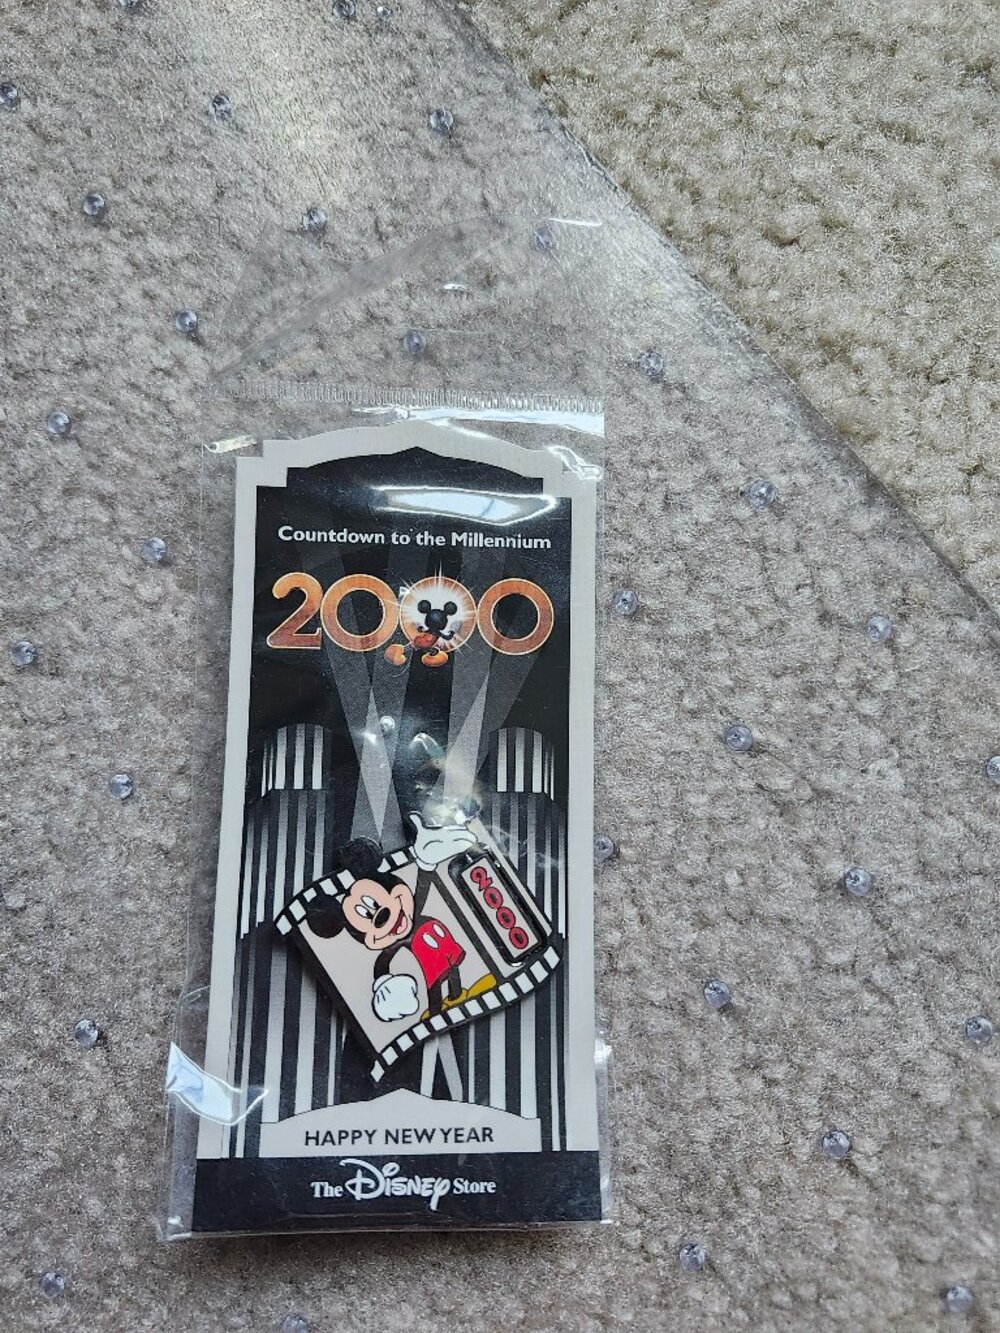 Countdown to the Millennium
2000
2000
HAPPY NEW YEAR
The Disney Store